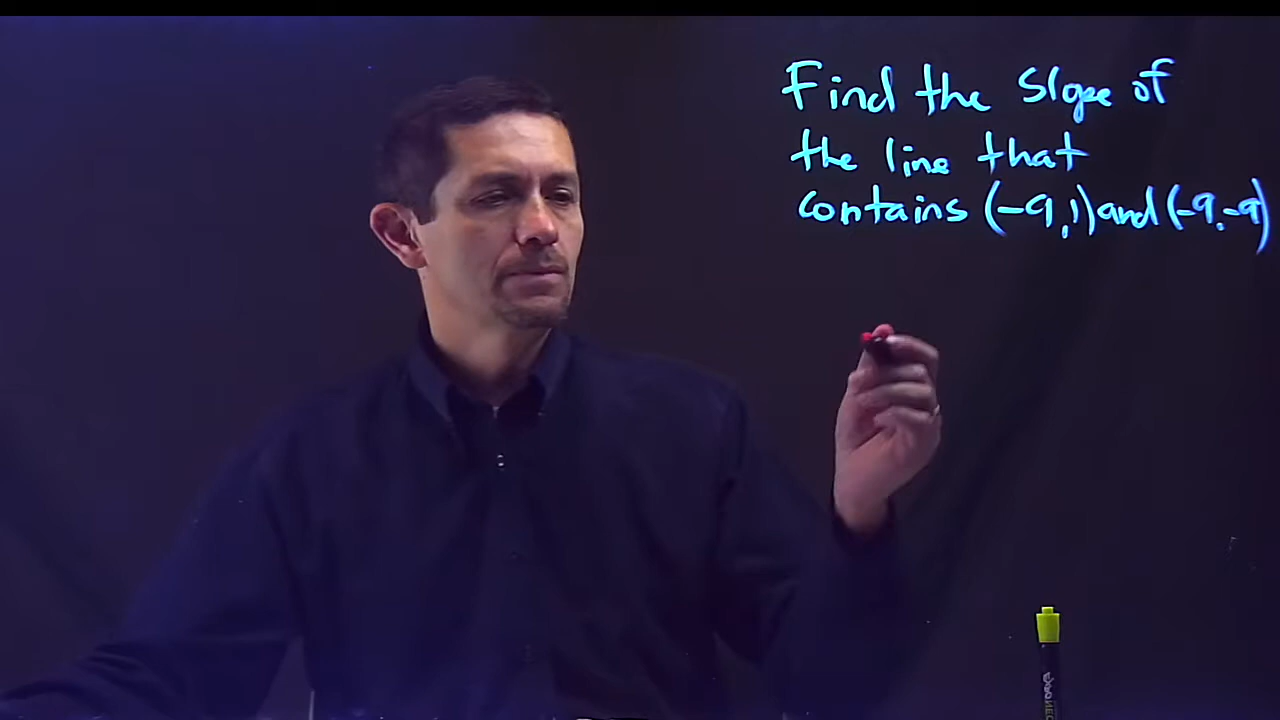 Find the slope of
the line that
contains (-9,1) and (-9,-9)